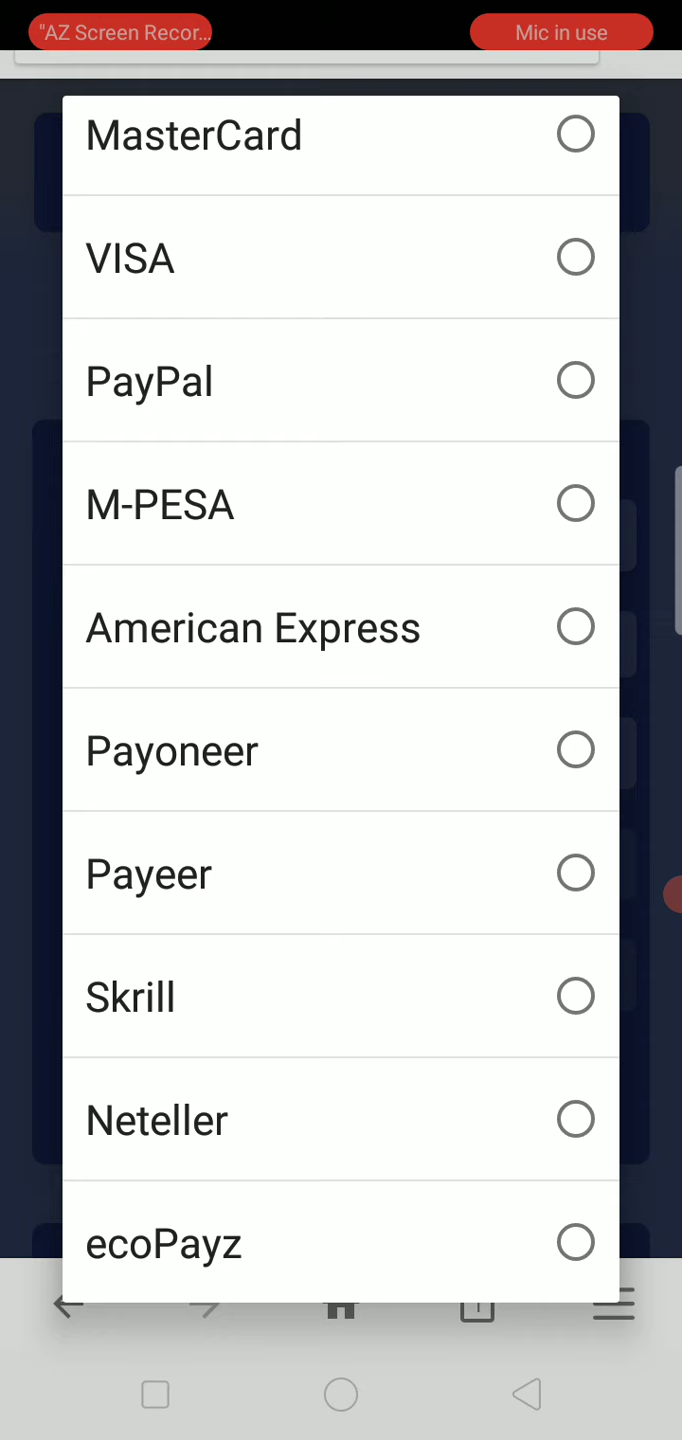 "AZ Screen Recor...
Mic in use
MasterCard
VISA
PayPal
M-PESA
American Express
Payoneer
Payeer
Skrill
Neteller
ecoPayz